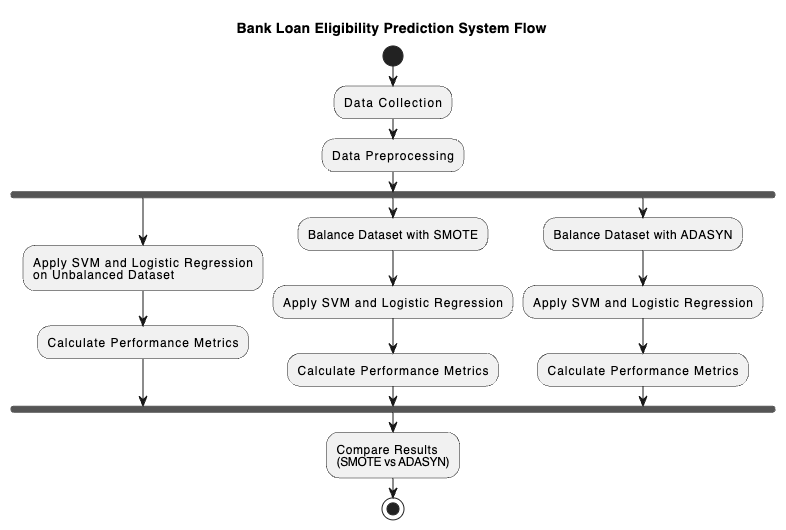 Bank Loan Eligibility Prediction System Flow
Data Collection
Data Preprocessing
Apply SVM and Logistic Regression
on Unbalanced Dataset
Calculate Performance Metrics
Balance Dataset with SMOTE
Apply SVM and Logistic Regression
Calculate Performance Metrics
Balance Dataset with ADASYN
Apply SVM and Logistic Regression
Calculate Performance Metrics
Compare Results
(SMOTE vs ADASYN)